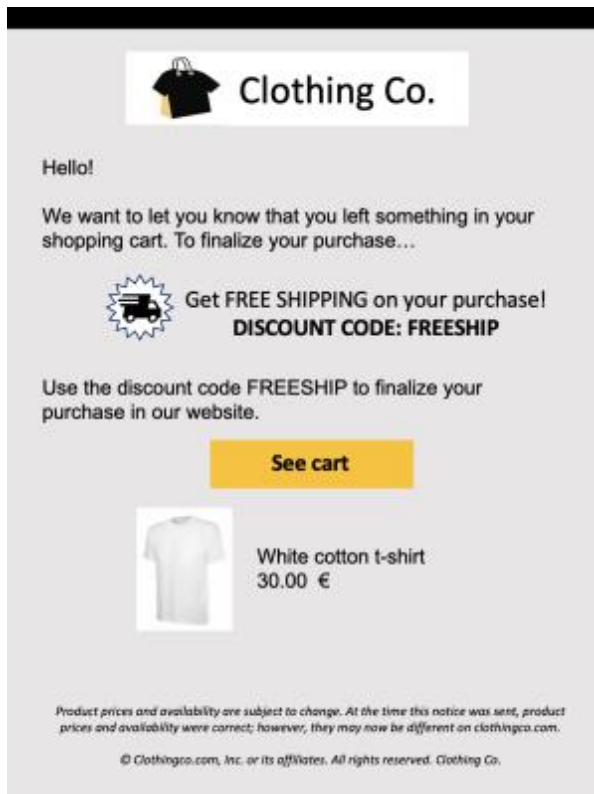 Clothing Co.
Hello!
We want to let you know that you left something in your
shopping cart. To finalize your purchase…
Get FREE SHIPPING on your purchase!
DISCOUNT CODE: FREESHIP
Use the discount code FREESHIP to finalize your
purchase in our website.
See cart
White cotton t-shirt
30.00 €
Product prices and availability are subject to change. At the time this notice was sent, product
prices and availability were correct; however, they may now be different on clothingco.com.
© Clothingco.com, Inc. or its affiliates. All rights reserved. Clothing Co.